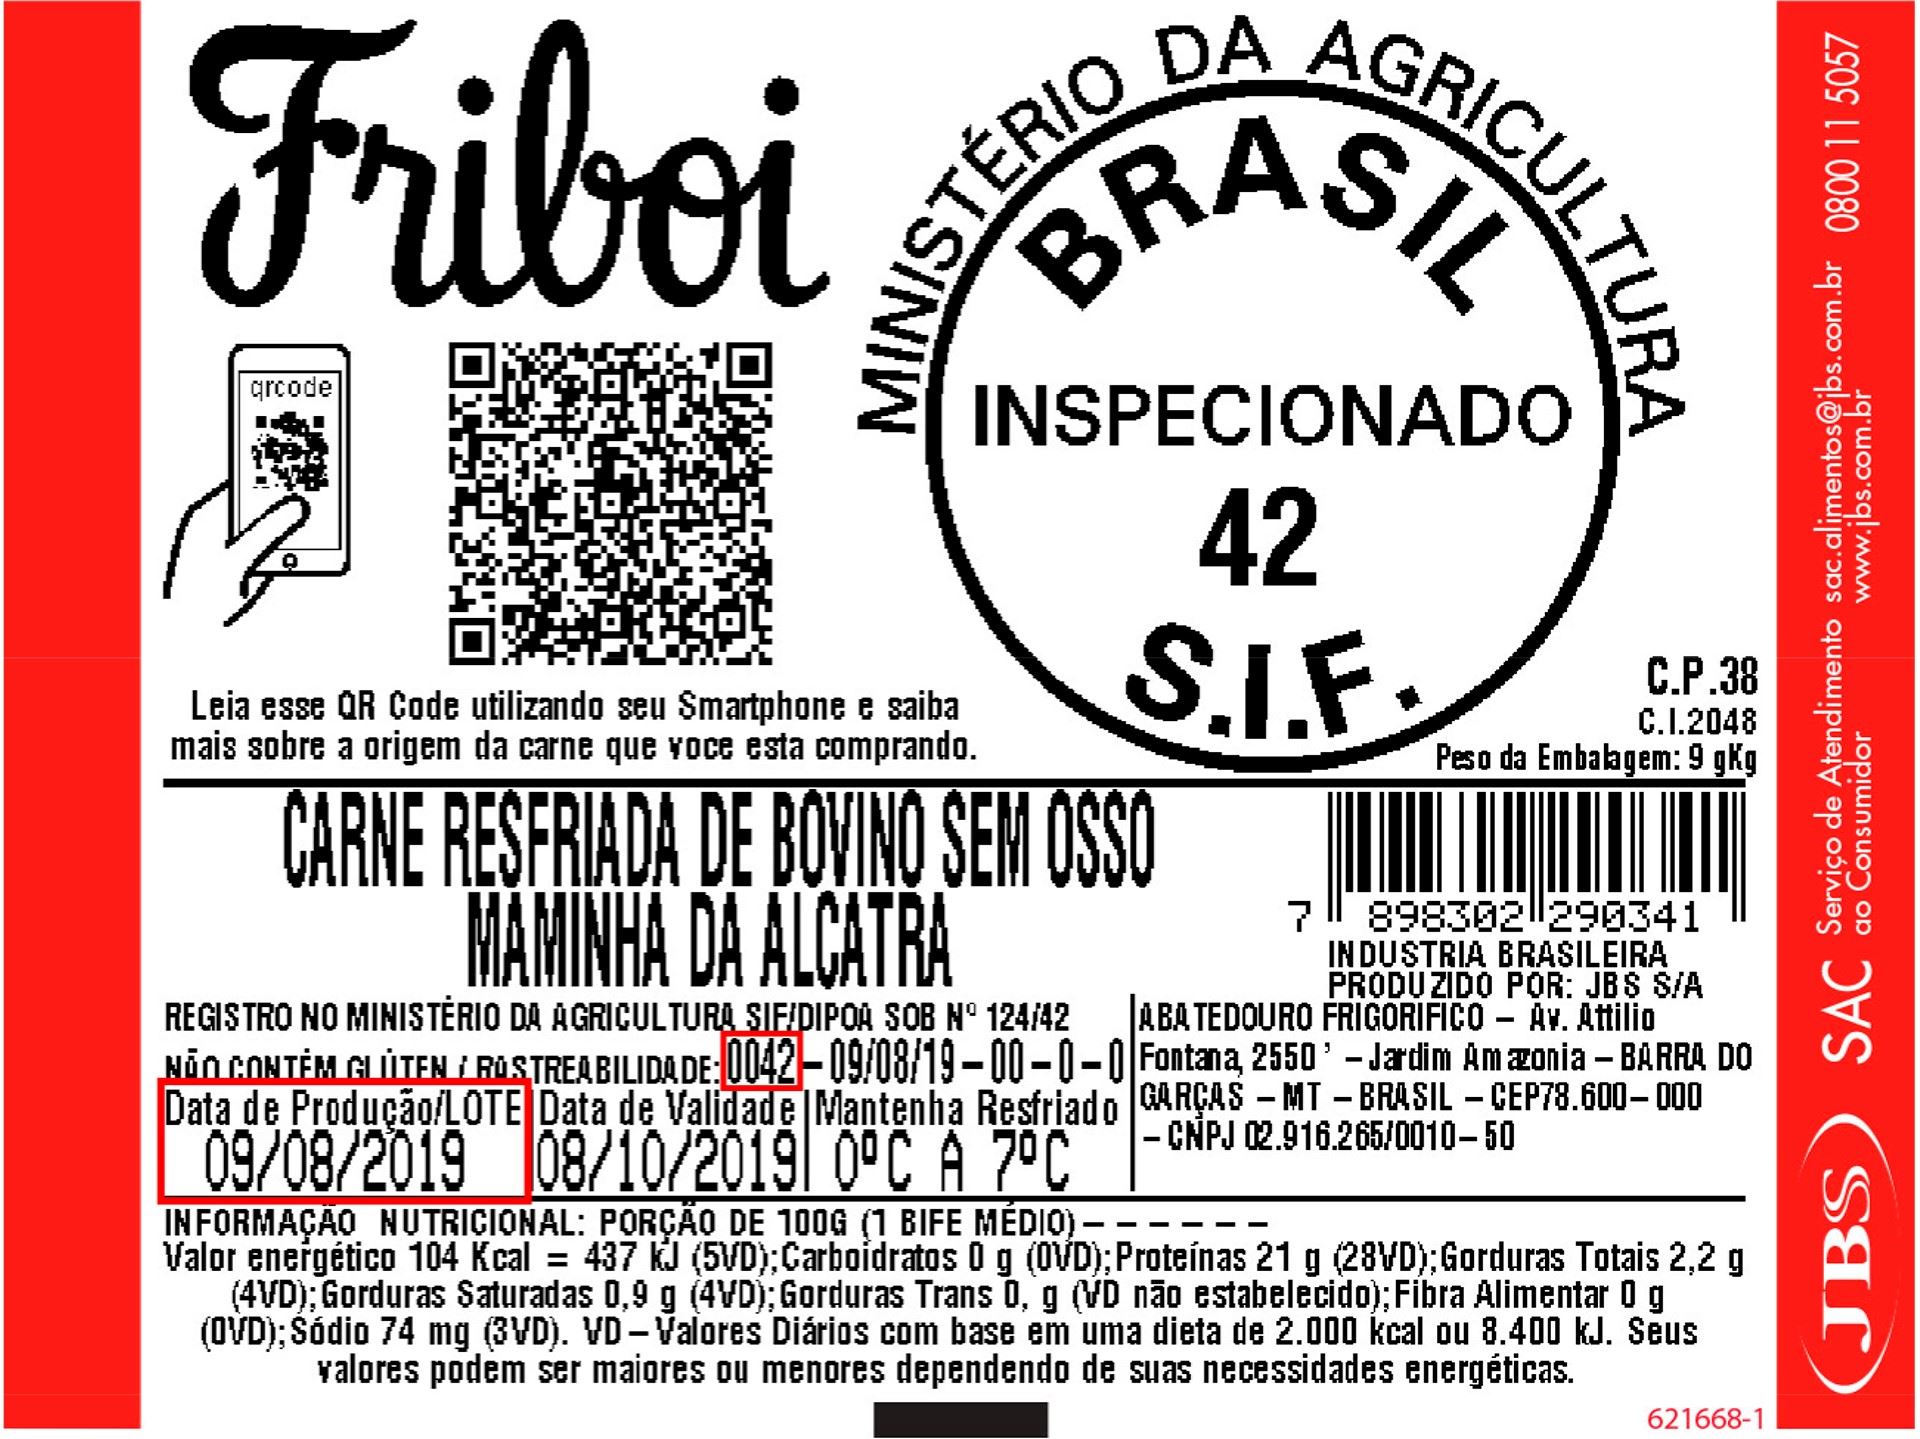 Friboi
MINISTÉRIO DA AGRICULTURA
BRASIL
INSPECIONADO
42
S.I.F.
qrcode
Leia esse QR Code utilizando seu Smartphone e saiba
mais sobre a origem da carne que voce esta comprando.
C.P.38
C.I.2048
Peso da Embalagem: 9 gKg
CARNE RESFRIADA DE BOVINO SEM OSSO
MAMINHA DA ALCATRA
7 898302 290341
INDUSTRIA BRASILEIRA
PRODUZIDO POR: JBS S/A
REGISTRO NO MINISTÉRIO DA AGRICULTURA SIF/DIPOA SOB Nº 124/42
NÃO CONTÉM GLÚTEN / RASTREABILIDADE: 0042 – 09/08/19 – 00 – 0 – 0
Data de Produção/LOTE
09/08/2019
Data de Validade
08/10/2019
Mantenha Resfriado
0ºC A 7ºC
ABATEDOURO FRIGORIFICO – Av. Attilio
Fontana, 2550 ' – Jardim Amazonia – BARRA DO
GARÇAS – MT – BRASIL – CEP78.600–000
– CNPJ 02.916.265/0010–50
INFORMAÇÃO NUTRICIONAL: PORÇÃO DE 100G (1 BIFE MÉDIO) – – – – – –
Valor energético 104 Kcal = 437 kJ (5VD);Carboidratos 0 g (0VD);Proteínas 21 g (28VD);Gorduras Totais 2,2 g
(4VD);Gorduras Saturadas 0,9 g (4VD);Gorduras Trans 0, g (VD não estabelecido);Fibra Alimentar 0 g
(0VD);Sódio 74 mg (3VD). VD – Valores Diários com base em uma dieta de 2.000 kcal ou 8.400 kJ. Seus
valores podem ser maiores ou menores dependendo de suas necessidades energéticas.
621668-1
JBS
SAC
Serviço de Atendimento
ao Consumidor
sac.alimentos@jbs.com.br
www.jbs.com.br
0800 11 5057